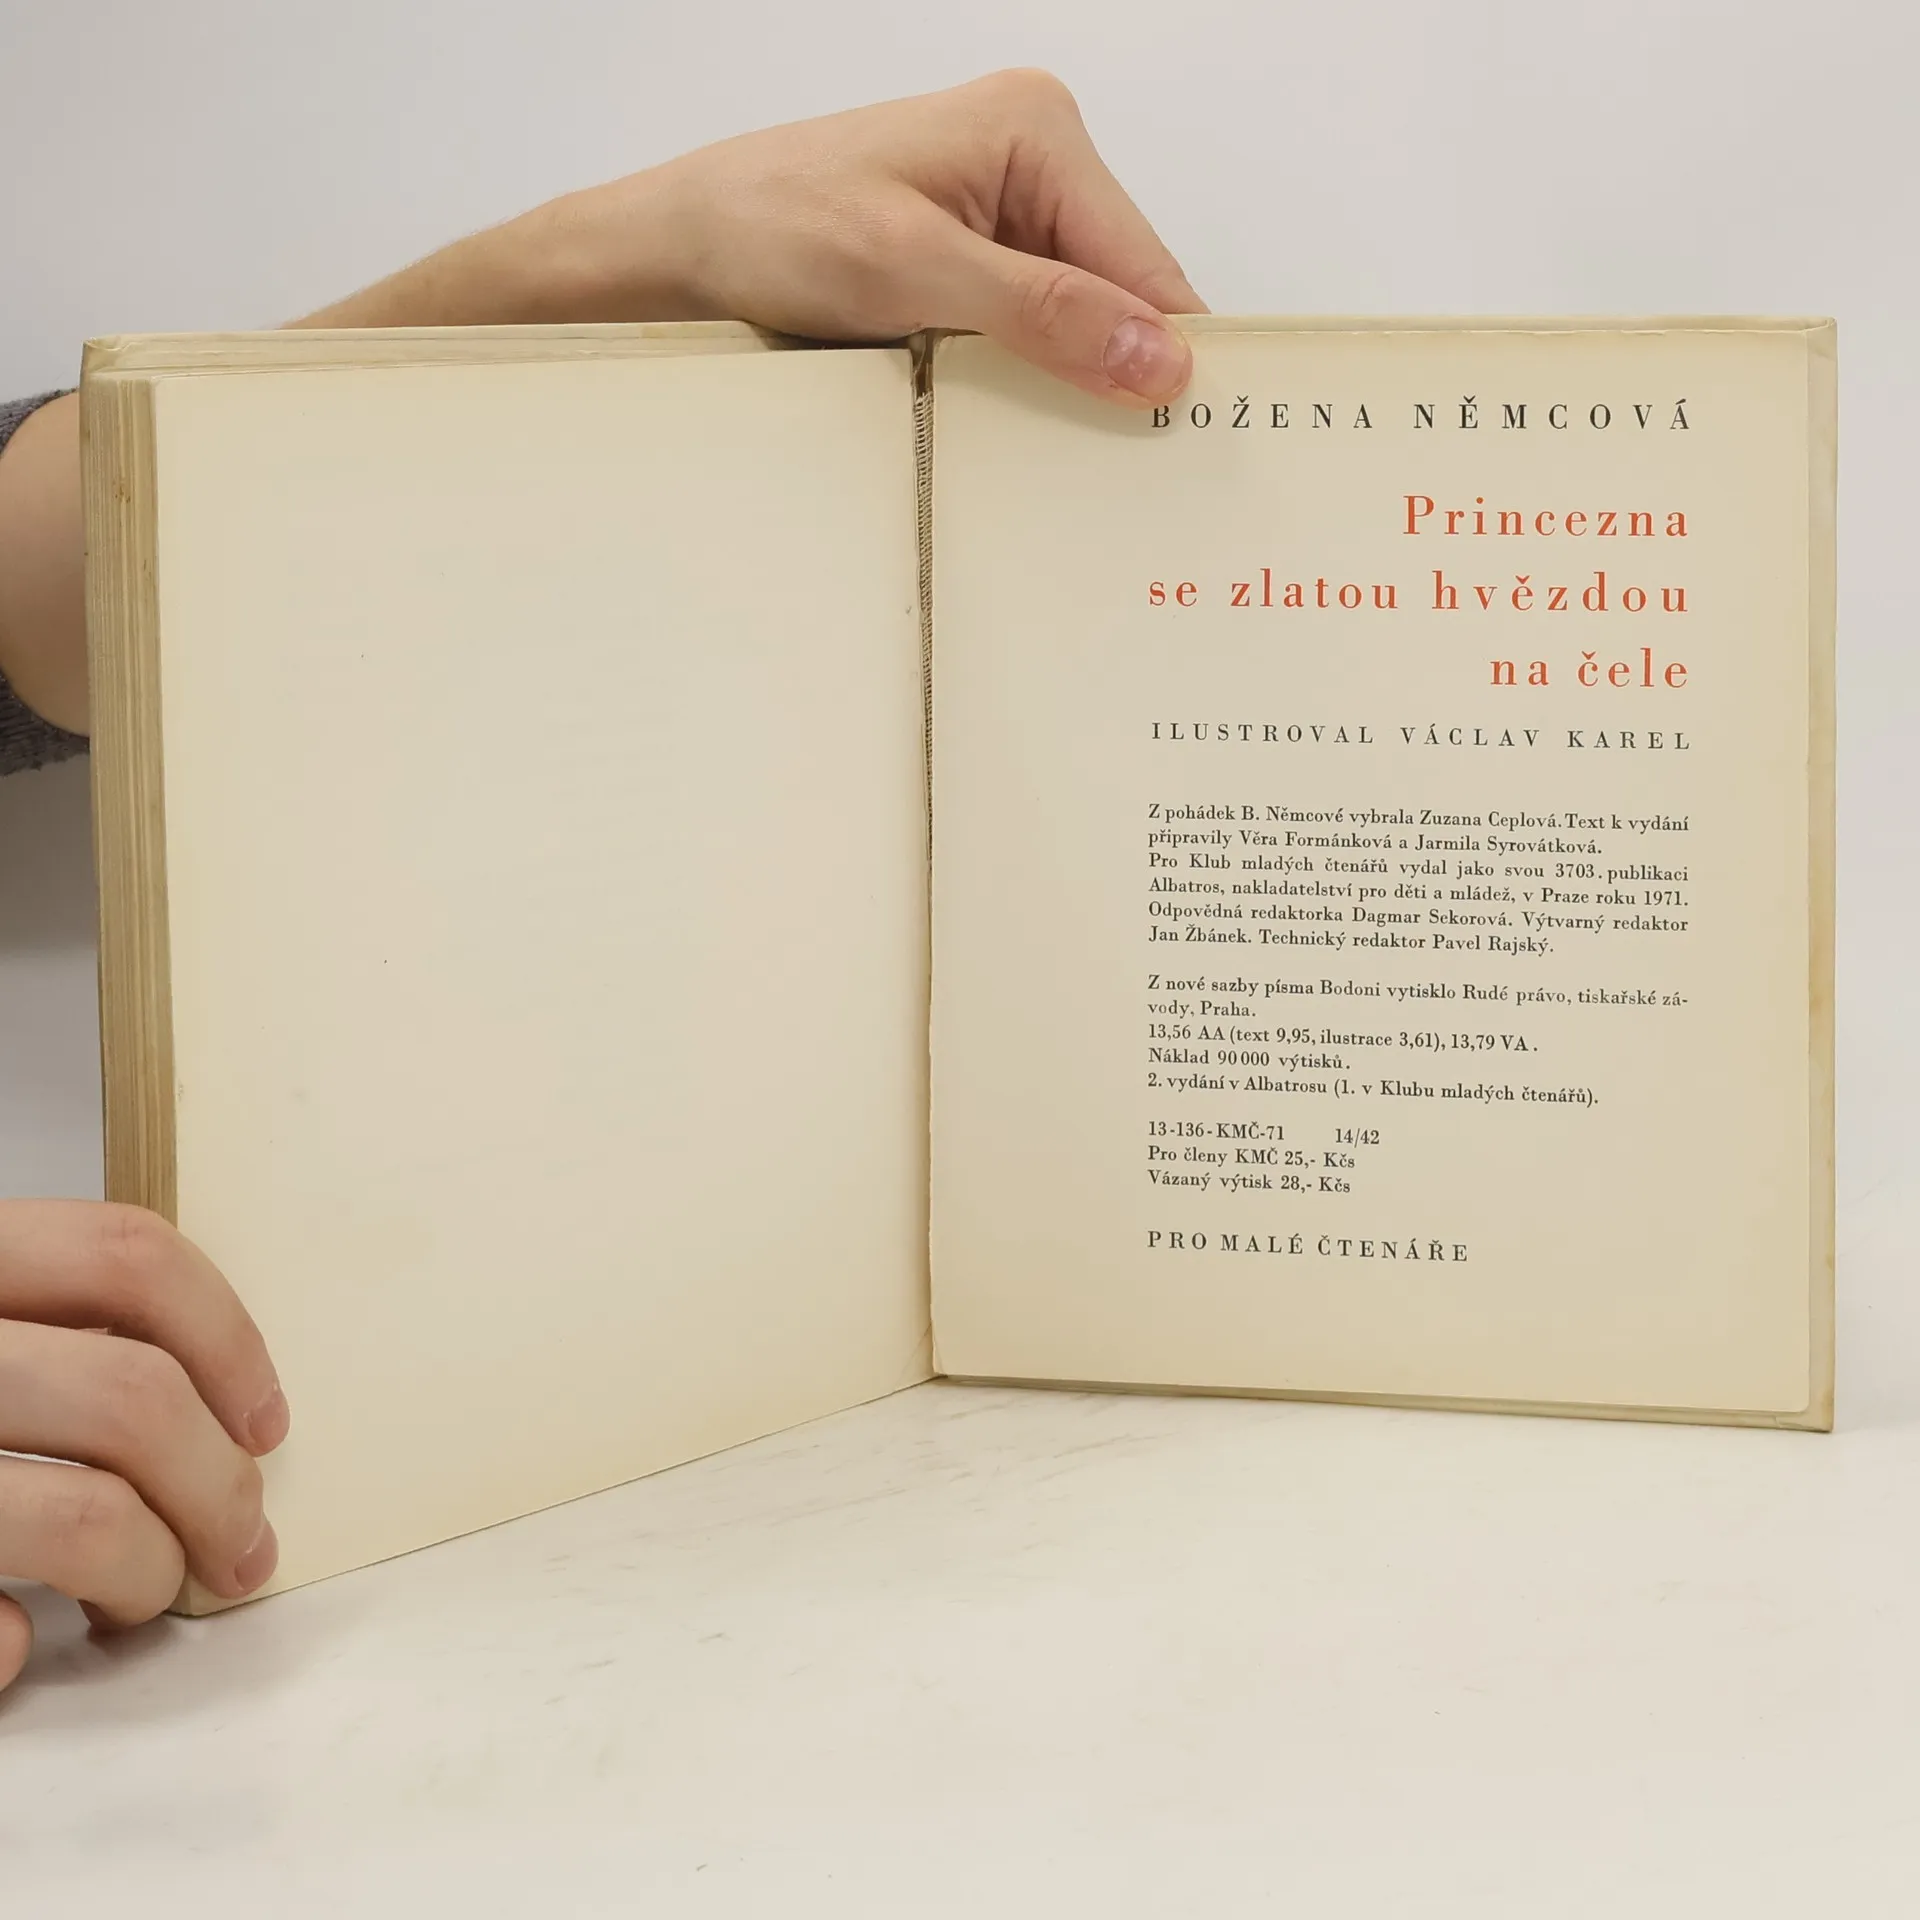 BOŽENA NĚMCOVÁ
Princezna
se zlatou hvězdou
na čele
ILUSTROVAL VÁCLAV KAREL
Z pohádek B. Němcové vybrala Zuzana Ceplová. Text k vydání
připravily Věra Formánková a Jarmila Syrovátková.
Pro Klub mladých čtenářů vydal jako svou 3703. publikaci
Albatros, nakladatelství pro děti a mládež, v Praze roku 1971.
Odpovědná redaktorka Dagmar Sekorová. Výtvarný redaktor
Jan Žbánek. Technický redaktor Pavel Rajský.
Z nové sazby písma Bodoni vytisklo Rudé právo, tiskařské zá-
vody, Praha.
13,56 AA (text 9,95, ilustrace 3,61), 13,79 VA.
Náklad 90 000 výtisků.
2. vydání v Albatrosu (1. v Klubu mladých čtenářů).
13-136-KMČ-71 14/42
Pro členy KMČ 25,- Kčs
Vázaný výtisk 28,- Kčs
PRO MALÉ ČTENÁŘE